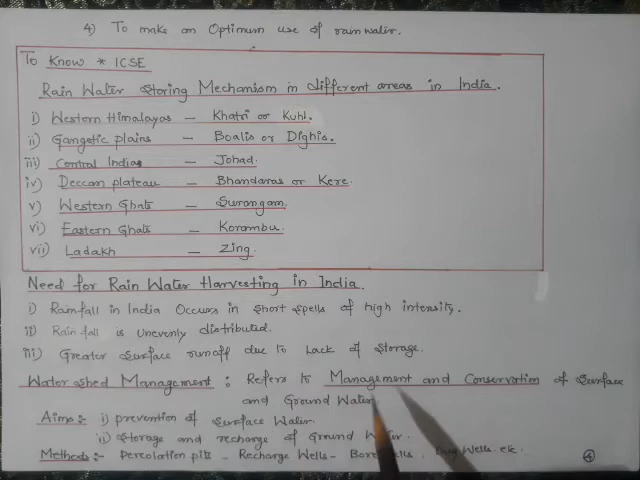 4) To make an Optimum use of rain water.
To Know * ICSE
Rain Water Storing Mechanism in different areas in India.
i) Western Himalayas - Khatri or Kuhl.
ii) Gangetic plains - Boalis or Dighis.
iii) Central Indias - Johad.
iv) Deccan plateau - Bhandaras or Kere.
v) Western Ghats - Surangam
vi) Eastern Ghats - Korambu
vii) Ladakh - Zing.
Need for Rain Water Harvesting in India.
i) Rainfall in India Occurs in Short spells of high intensity.
ii) Rainfall is Unevenly distributed.
iii) Greater Surface runoff due to Lack of Storage.
Water shed Management : Refers to Management and Conservation of Surface
and Ground Water
Aims:- i) prevention of Surface Water.
ii) Storage and recharge of Ground Water.
Methods:- Percolation pits - Recharge Wells - Bore Wells, Dug Wells. etc
4